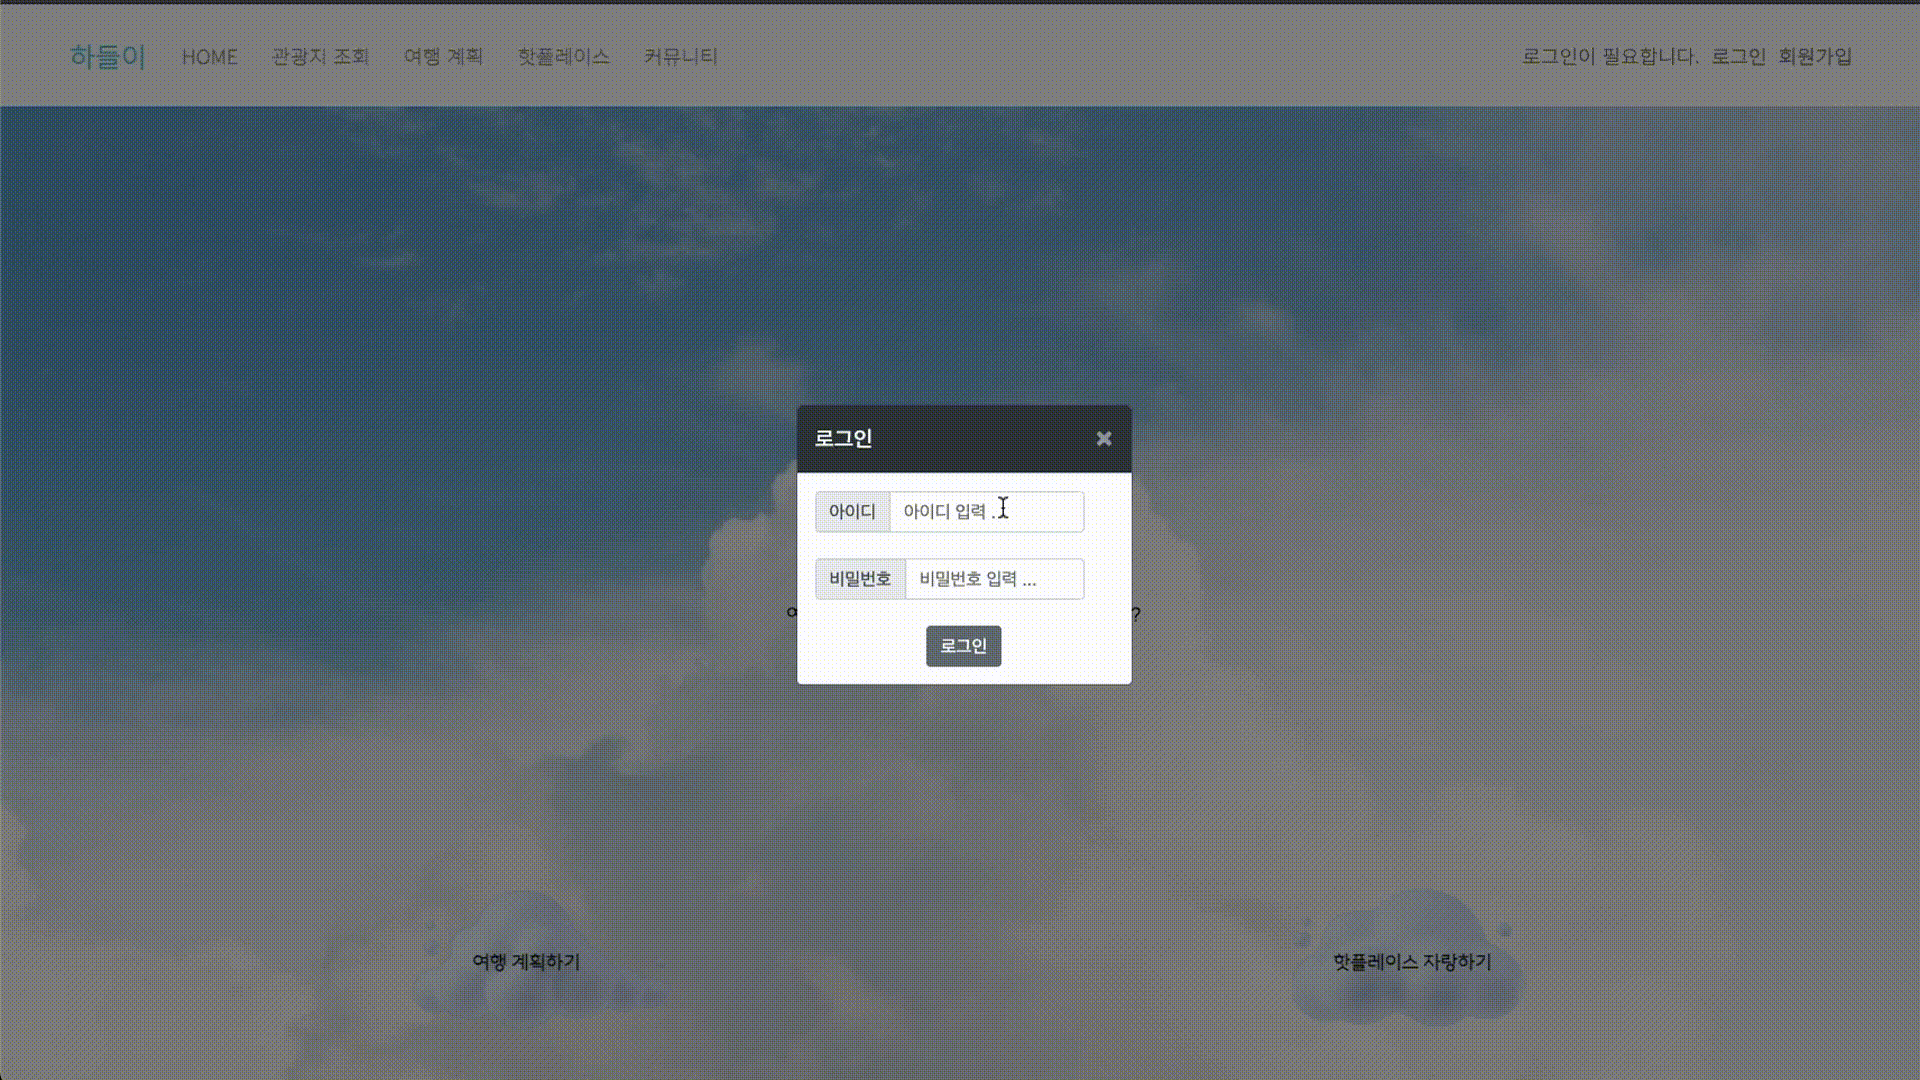 하들이 HOME 관광지 조회 여행 계획 핫플레이스 커뮤니티 로그인이 필요합니다. 로그인 회원가입
로그인 ×
아이디 아이디 입력 ...
비밀번호 비밀번호 입력 ...
?
로그인
여행 계획하기 핫플레이스 자랑하기